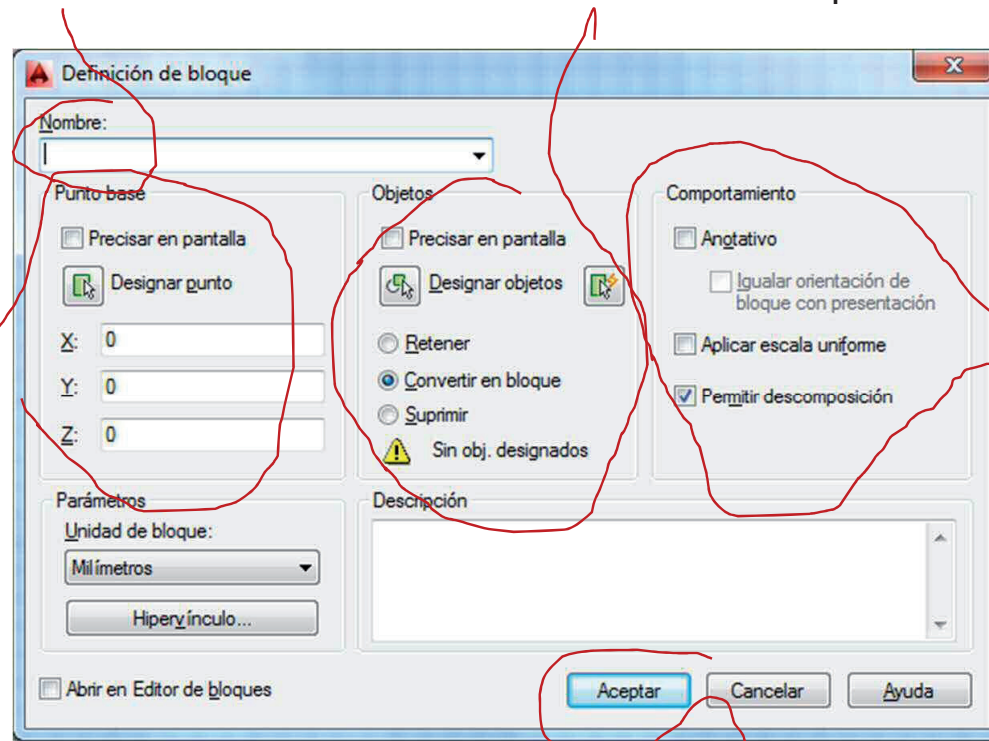 Definición de bloque
Nombre:
Punto base
Precisar en pantalla
Designar punto
X: 0
Y: 0
Z: 0
Objetos
Precisar en pantalla
Designar objetos
Retener
Convertir en bloque
Suprimir
Sin obj. designados
Comportamiento
Anotativo
Igualar orientación de
bloque con presentación
Aplicar escala uniforme
Permitir descomposición
Parámetros
Unidad de bloque:
Milímetros
Hipervínculo...
Descripción
Abrir en Editor de bloques
Aceptar Cancelar Ayuda